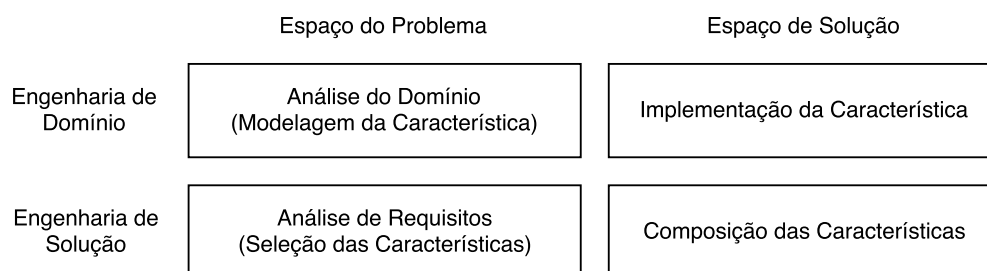 Espaço do Problema
Espaço de Solução
Engenharia de
Domínio
Análise do Domínio
(Modelagem da Característica)
Implementação da Característica
Engenharia de
Solução
Análise de Requisitos
(Seleção das Características)
Composição das Características